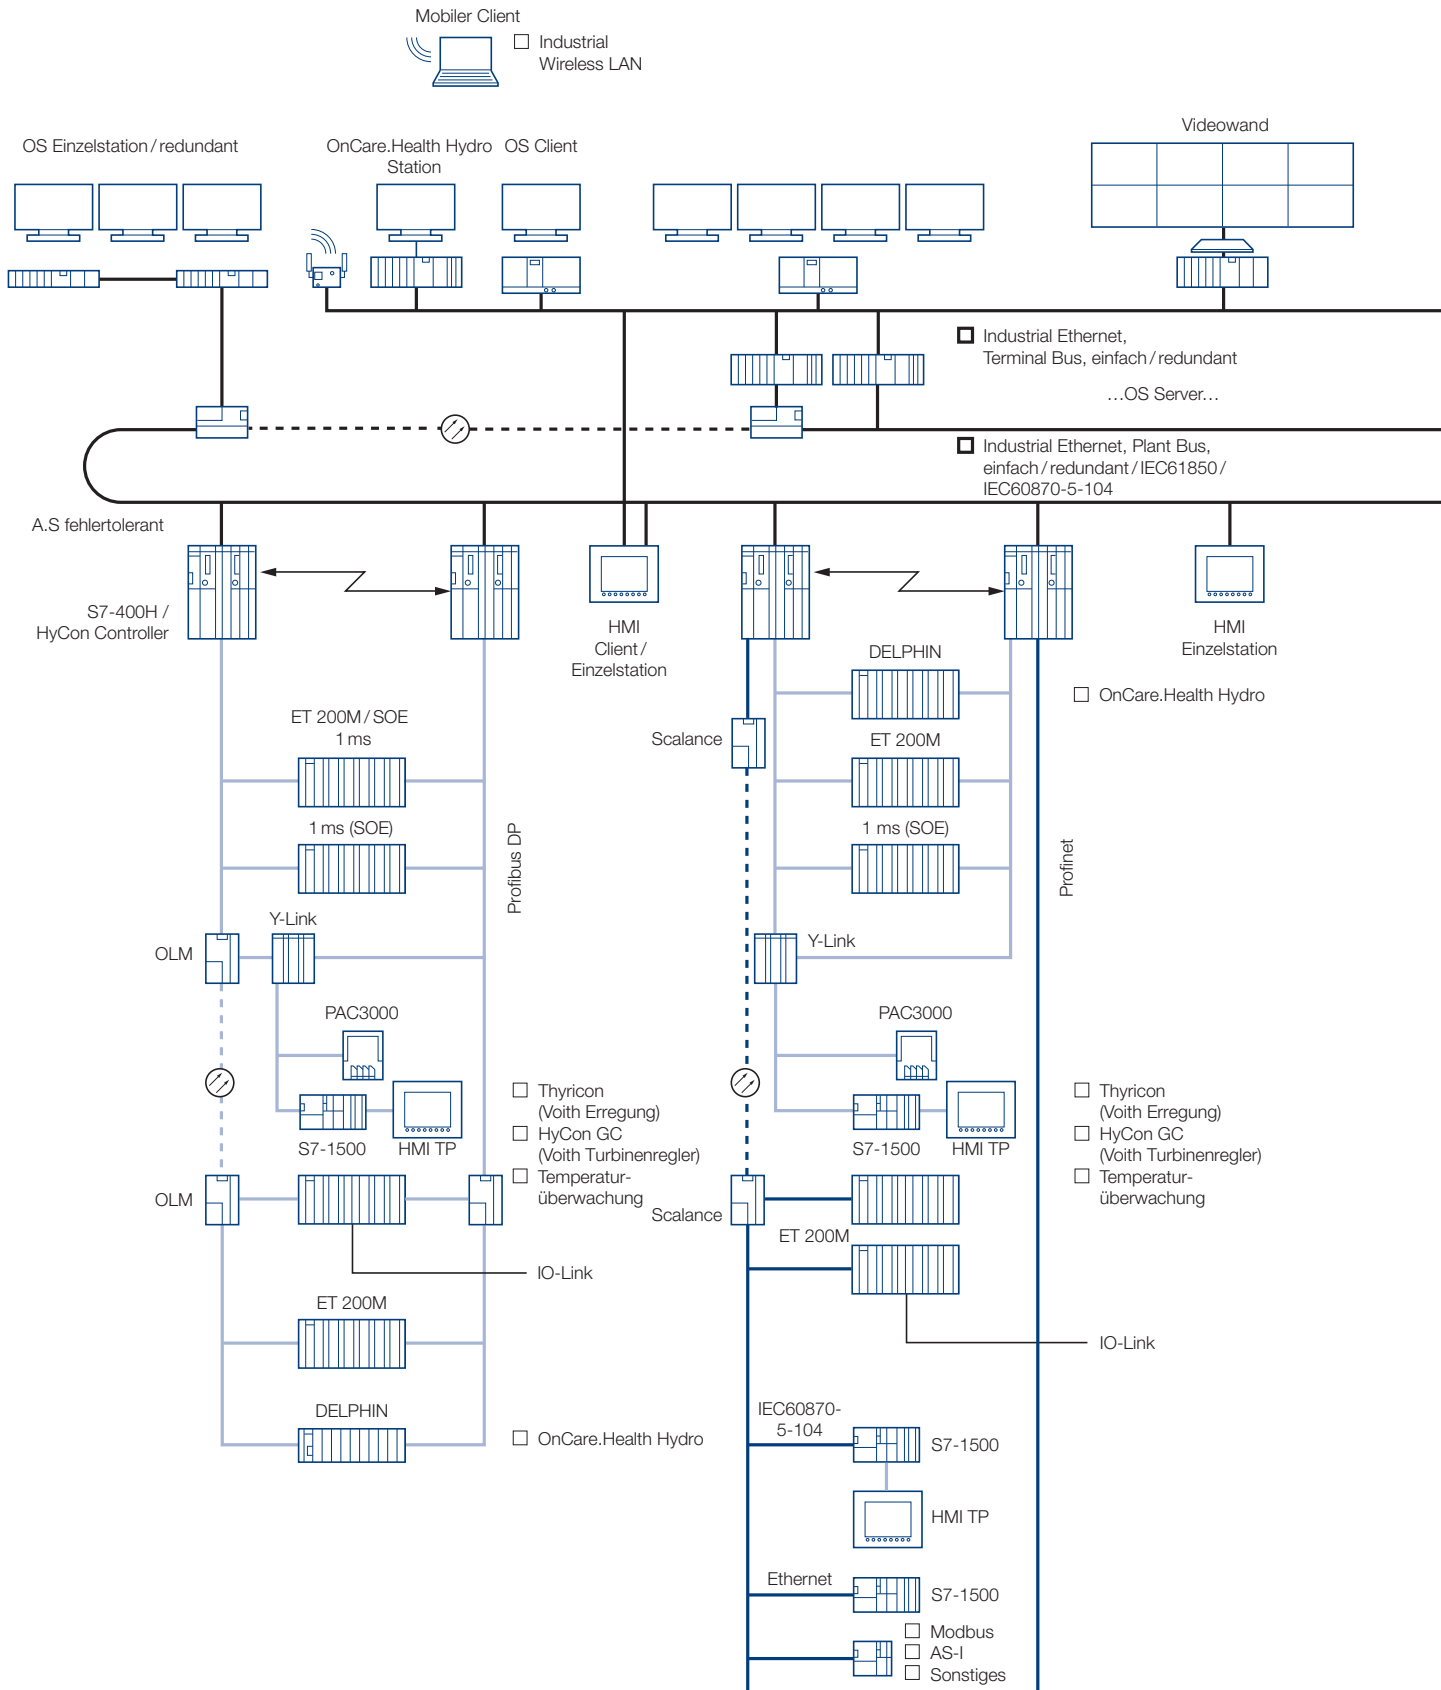 Mobiler Client
Industrial
Wireless LAN
Videowand
OS Einzelstation / redundant
OnCare.Health Hydro
Station
OS Client
Industrial Ethernet,
Terminal Bus, einfach / redundant
…OS Server…
Industrial Ethernet, Plant Bus,
einfach / redundant / IEC61850 /
IEC60870-5-104
A.S fehlertolerant
S7-400H /
HyCon Controller
HMI
Client /
Einzelstation
HMI
Einzelstation
DELPHIN
OnCare.Health Hydro
ET 200M / SOE
1 ms
Scalance
ET 200M
1 ms (SOE)
1 ms (SOE)
Profibus DP
Profinet
Y-Link
OLM
Y-Link
PAC3000
PAC3000
Thyricon
(Voith Erregung)
HyCon GC
(Voith Turbinenregler)
Temperatur-
überwachung
Thyricon
(Voith Erregung)
HyCon GC
(Voith Turbinenregler)
Temperatur-
überwachung
S7-1500
HMI TP
S7-1500
HMI TP
OLM
Scalance
ET 200M
IO-Link
ET 200M
IO-Link
DELPHIN
OnCare.Health Hydro
IEC60870-
5-104
S7-1500
HMI TP
Ethernet
S7-1500
Modbus
AS-I
Sonstiges